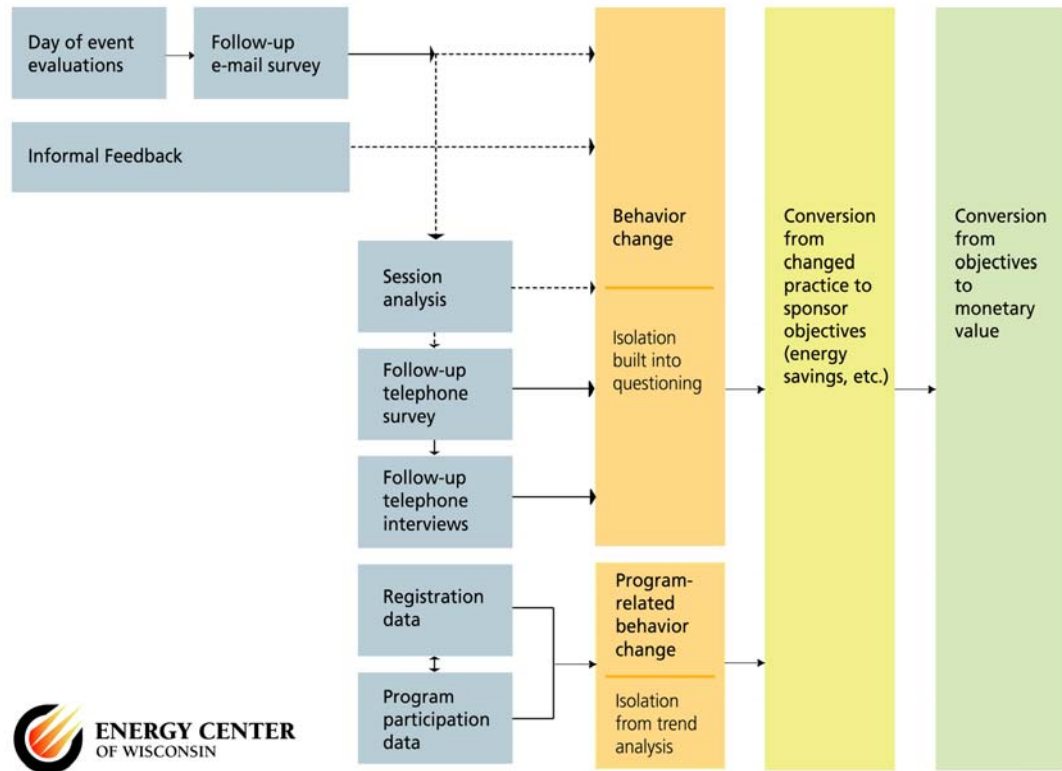 Day of event
evaluations
Follow-up
e-mail survey
Informal Feedback
Session
analysis
Follow-up
telephone
survey
Follow-up
telephone
interviews
Registration
data
Program
participation
data
Behavior
change
Isolation
built into
questioning
Program-
related
behavior
change
Isolation
from trend
analysis
Conversion
from
changed
practice to
sponsor
objectives
(energy
savings, etc.)
Conversion
from
objectives
to
monetary
value
ENERGY CENTER
OF WISCONSIN